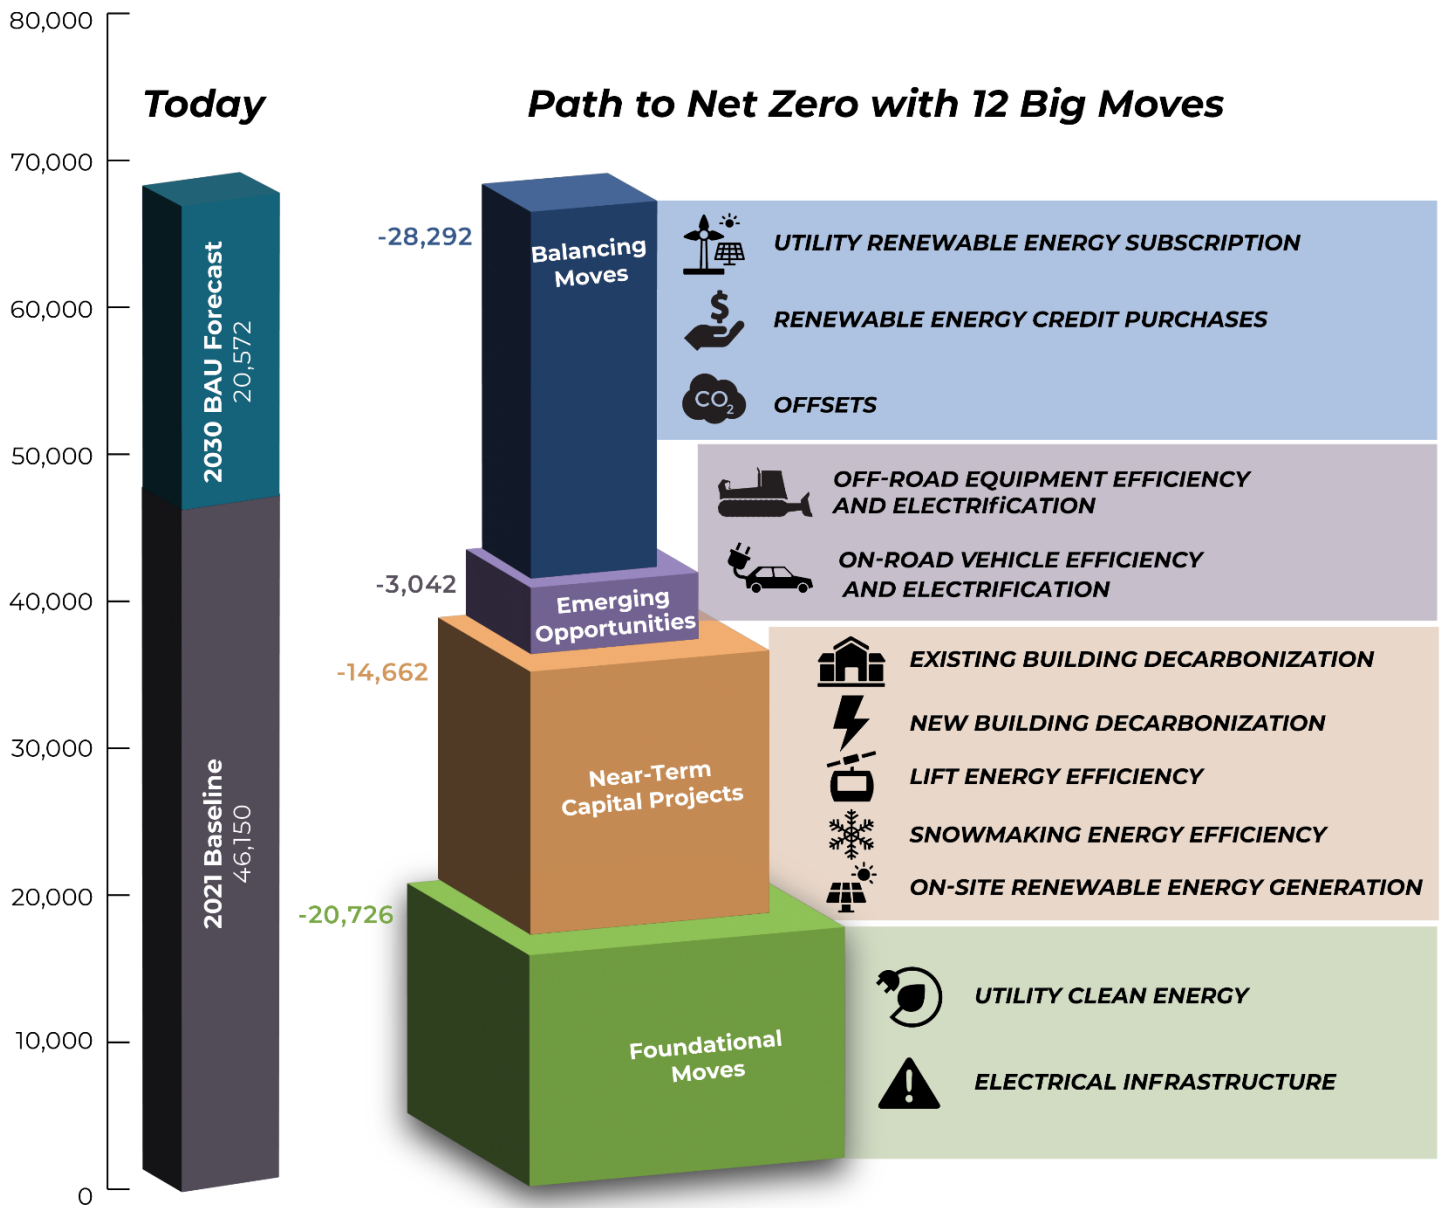 80,000
70,000
60,000
50,000
40,000
30,000
20,000
10,000
0
Today
2030 BAU Forecast
20,572
2021 Baseline
46,150
Path to Net Zero with 12 Big Moves
-28,292
Balancing
Moves
UTILITY RENEWABLE ENERGY SUBSCRIPTION
$
RENEWABLE ENERGY CREDIT PURCHASES
CO2
OFFSETS
-3,042
Emerging
Opportunities
OFF-ROAD EQUIPMENT EFFICIENCY
AND ELECTRIfiCATION
ON-ROAD VEHICLE EFFICIENCY
AND ELECTRIFICATION
-14,662
Near-Term
Capital Projects
EXISTING BUILDING DECARBONIZATION
NEW BUILDING DECARBONIZATION
LIFT ENERGY EFFICIENCY
SNOWMAKING ENERGY EFFICIENCY
ON-SITE RENEWABLE ENERGY GENERATION
-20,726
Foundational
Moves
UTILITY CLEAN ENERGY
!
ELECTRICAL INFRASTRUCTURE